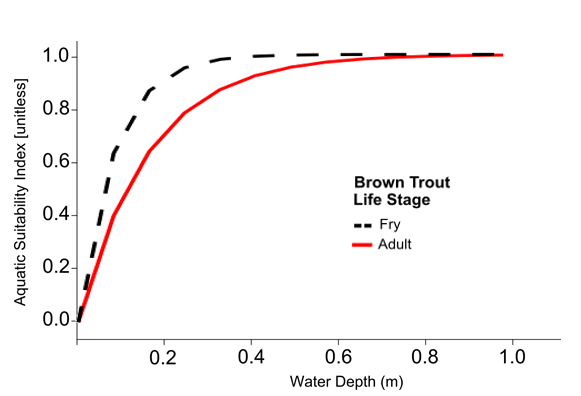 1.0
0.8
0.6
0.4
0.2
0.0
Aquatic Suitability Index [unitless]
Brown Trout
Life Stage
Fry
Adult
0.2 0.4 0.6 0.8 1.0
Water Depth (m)